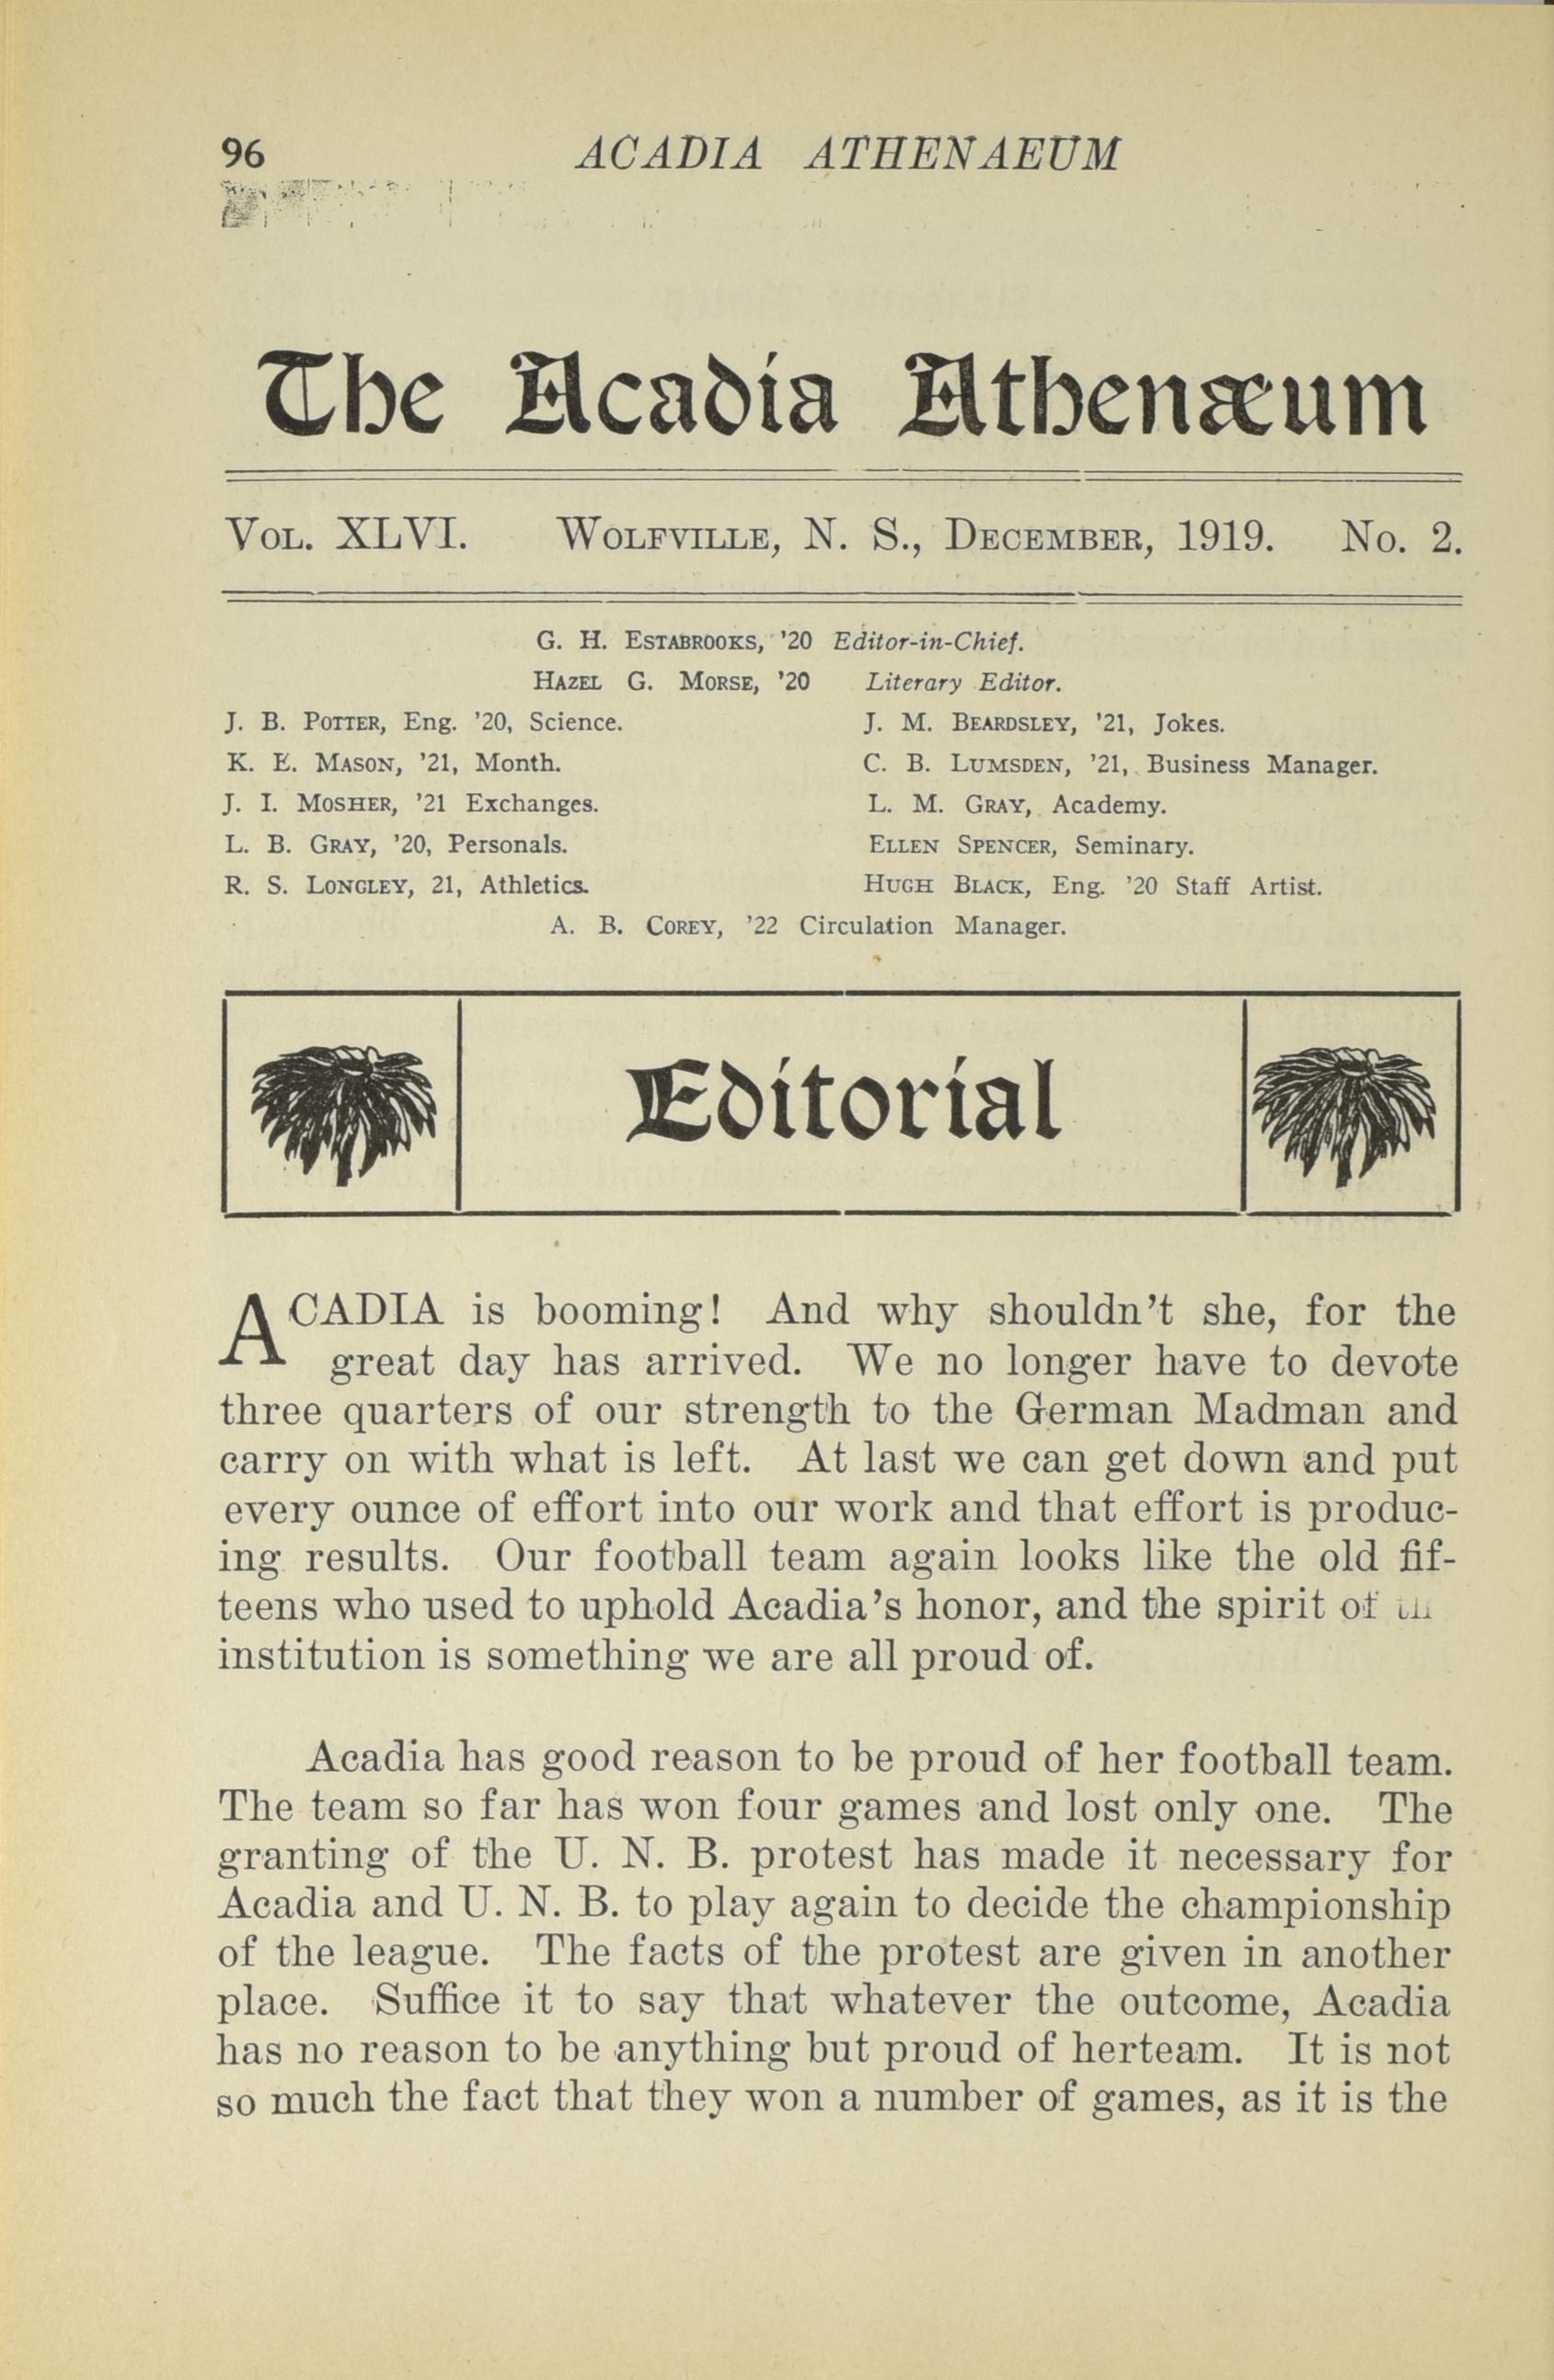 96 ACADIA ATHENAEUM
The Acadia Athenæum
VOL. XLVI. WOLFVILLE, N. S., DECEMBER, 1919. No. 2.
G. H. ESTABROOKS, '20 Editor-in-Chief.
HAZEL G. MORSE, '20 Literary Editor.
J. B. POTTER, Eng. '20, Science.
K. E. MASON, '21, Month.
J. I. MOSHER, '21 Exchanges.
L. B. GRAY, '20, Personals.
R. S. LONGLEY, 21, Athletics.
J. M. BEARDSLEY, '21, Jokes.
C. B. LUMSDEN, '21, Business Manager.
L. M. GRAY, Academy.
ELLEN SPENCER, Seminary.
HUGH BLACK, Eng. '20 Staff Artist.
A. B. COREY, '22 Circulation Manager.
Editorial
ACADIA is booming! And why shouldn't she, for the
great day has arrived. We no longer have to devote
three quarters of our strength to the German Madman and
carry on with what is left. At last we can get down and put
every ounce of effort into our work and that effort is produc-
ing results. Our football team again looks like the old fif-
teens who used to uphold Acadia's honor, and the spirit of
institution is something we are all proud of.
Acadia has good reason to be proud of her football team.
The team so far has won four games and lost only one. The
granting of the U. N. B. protest has made it necessary for
Acadia and U. N. B. to play again to decide the championship
of the league. The facts of the protest are given in another
place. Suffice it to say that whatever the outcome, Acadia
has no reason to be anything but proud of herteam. It is not
so much the fact that they won a number of games, as it is the